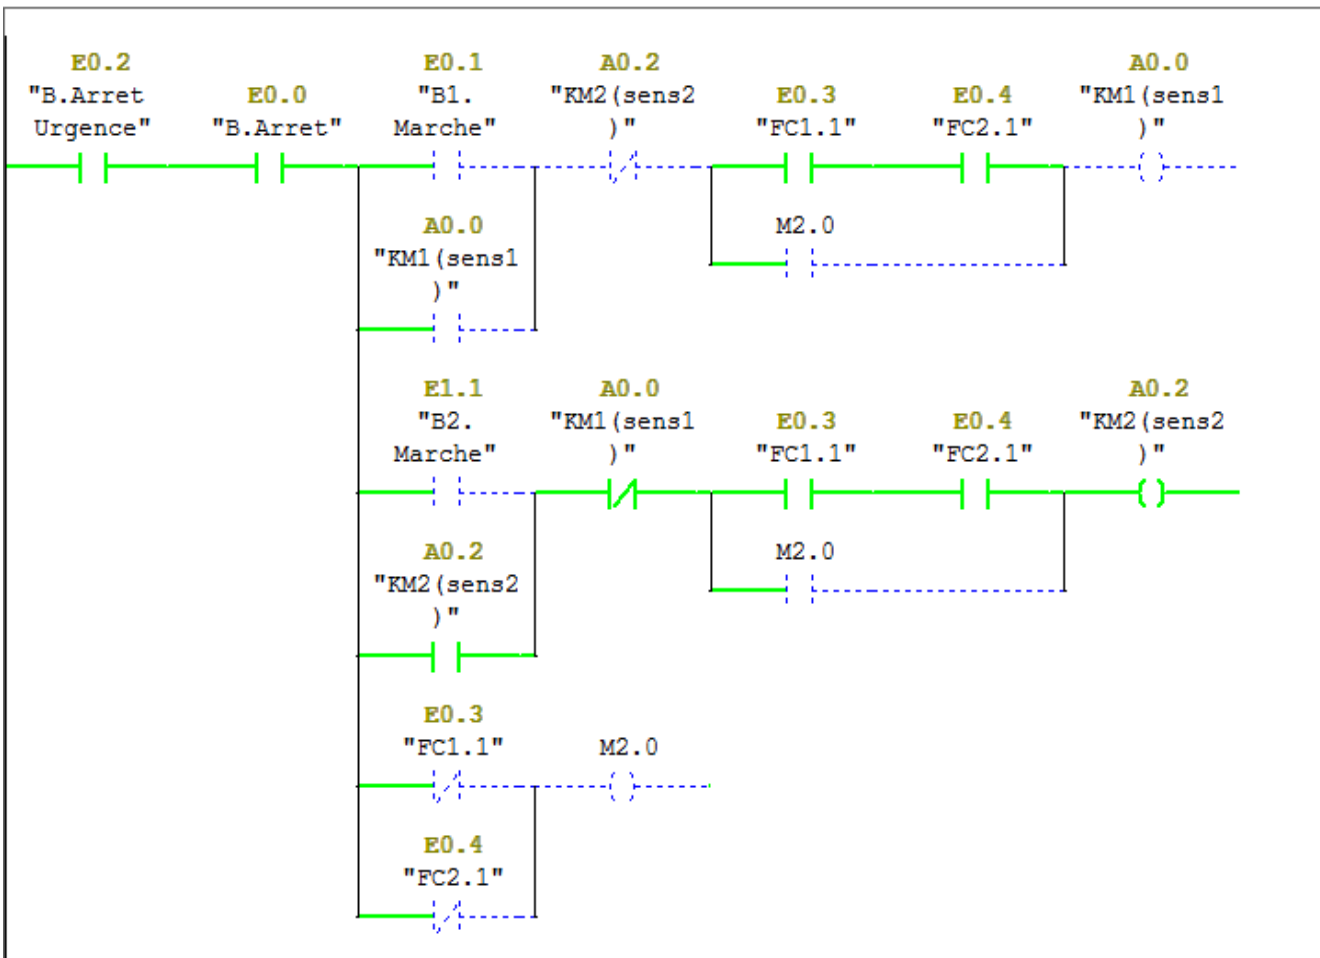 E0.2
"B.Arret
Urgence"
E0.0
"B.Arret"
E0.1
"B1.
Marche"
A0.2
"KM2(sens2
)"
E0.3
"FC1.1"
E0.4
"FC2.1"
A0.0
"KM1(sens1
)"
A0.0
"KM1(sens1
)"
M2.0
E1.1
"B2.
Marche"
A0.0
"KM1(sens1
)"
E0.3
"FC1.1"
E0.4
"FC2.1"
A0.2
"KM2(sens2
)"
A0.2
"KM2(sens2
)"
M2.0
E0.3
"FC1.1"
M2.0
E0.4
"FC2.1"